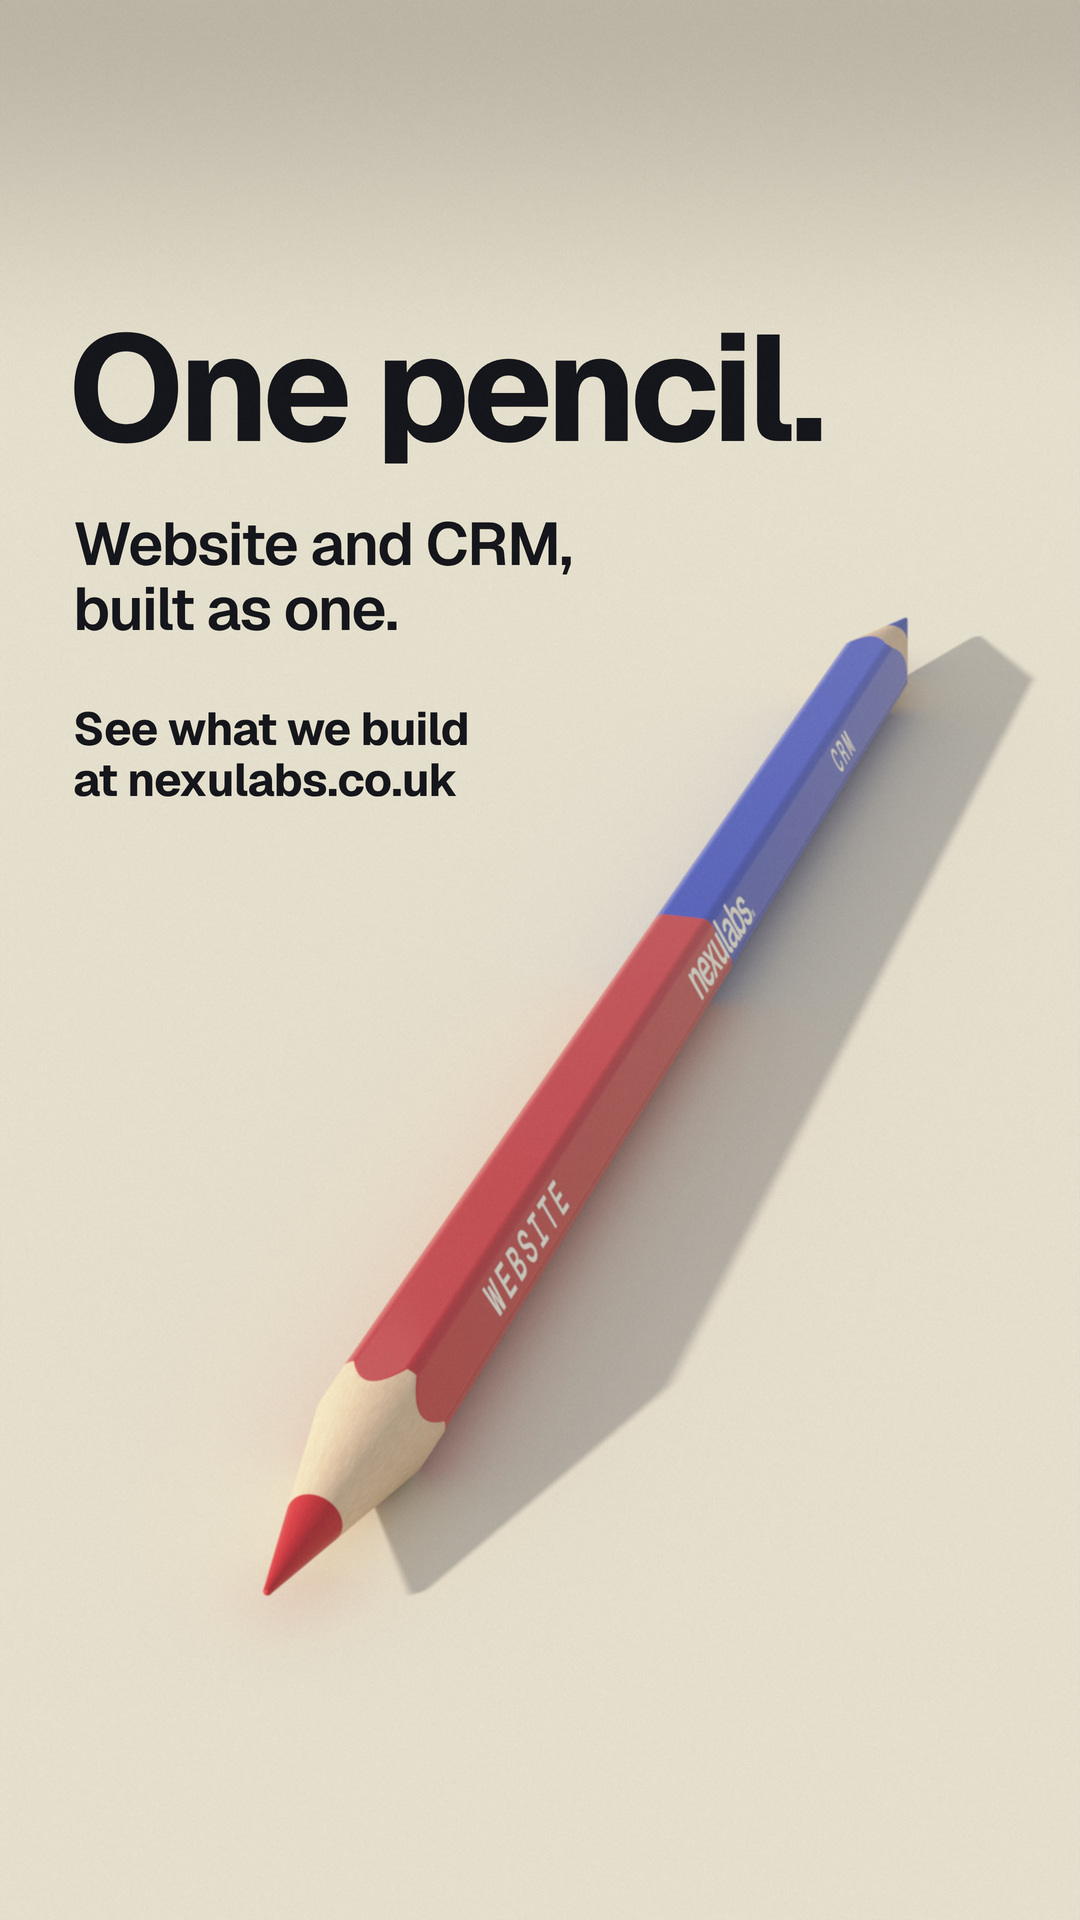 One pencil.
Website and CRM,
built as one.
See what we build
at nexulabs.co.uk
CRM
nexulabs.
WEBSITE